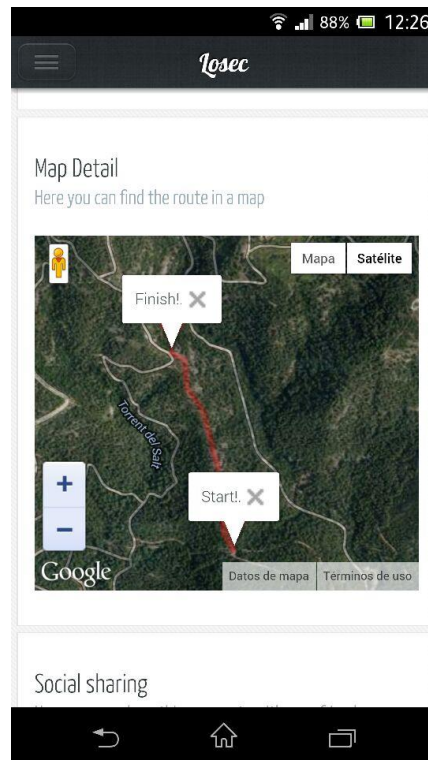 88% 12:26
Losec
Map Detail
Here you can find the route in a map
Mapa Satélite
Finish!.
Torrent del Salt
Start!.
+
−
Google
Datos de mapa Términos de uso
Social sharing